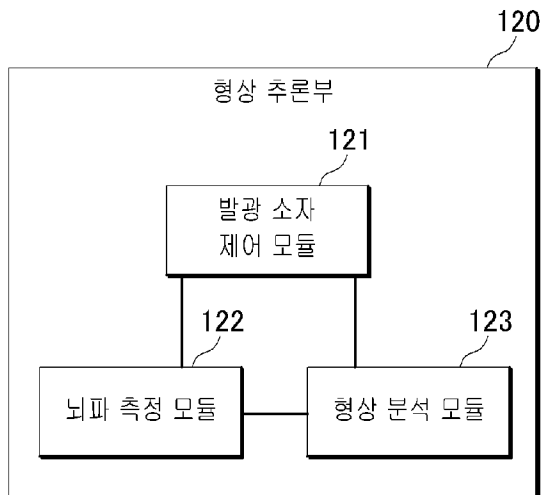 120
형상 추론부
121
발광 소자
제어 모듈
122
뇌파 측정 모듈
123
형상 분석 모듈